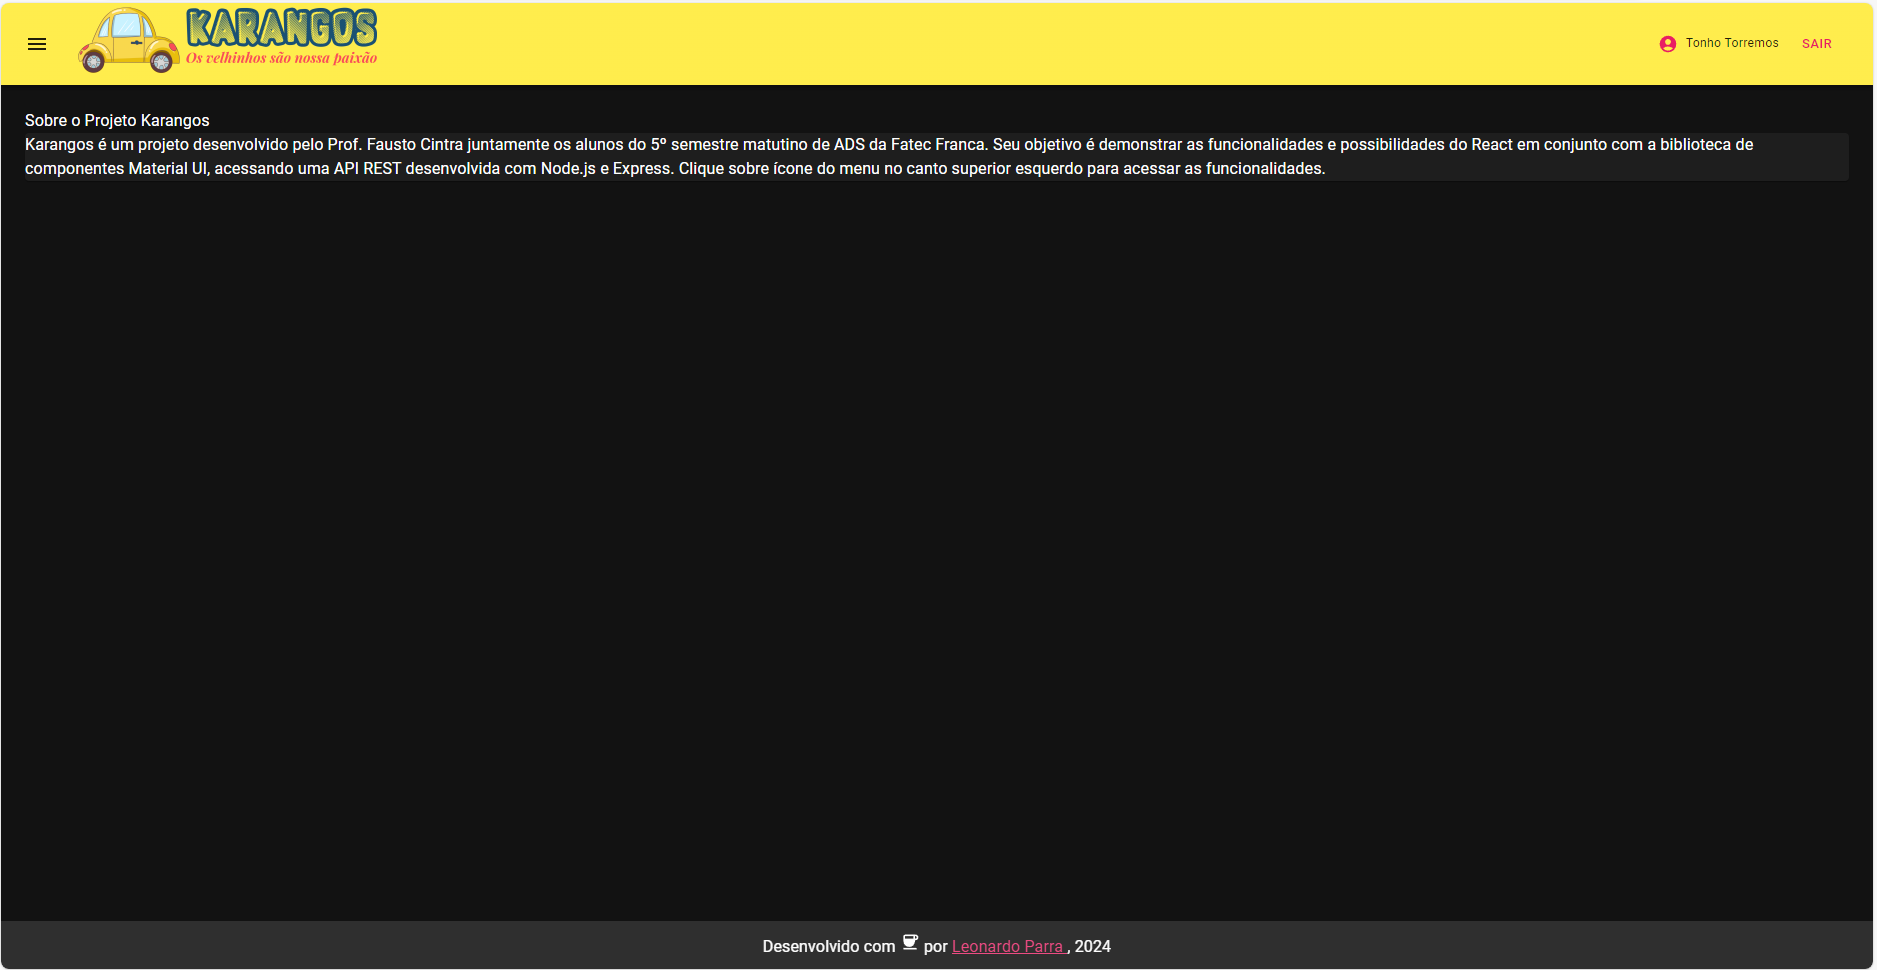 KARANGOS
Os velhinhos são nossa paixão
Tonho Torremos SAIR
Sobre o Projeto Karangos
Karangos é um projeto desenvolvido pelo Prof. Fausto Cintra juntamente os alunos do 5º semestre matutino de ADS da Fatec Franca. Seu objetivo é demonstrar as funcionalidades e possibilidades do React em conjunto com a biblioteca de
componentes Material UI, acessando uma API REST desenvolvida com Node.js e Express. Clique sobre ícone do menu no canto superior esquerdo para acessar as funcionalidades.
Desenvolvido com por Leonardo Parra , 2024